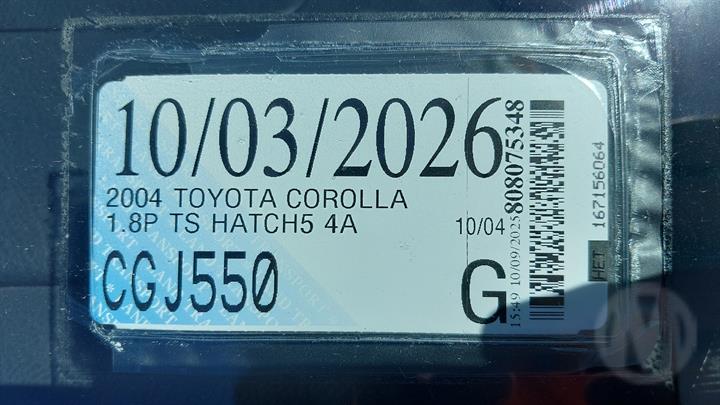 10/03/2026
2004 TOYOTA COROLLA
1.8P TS HATCH5 4A
10/04
CGJ550
G
15:49 10/09/2025
808075348
167156064
HET